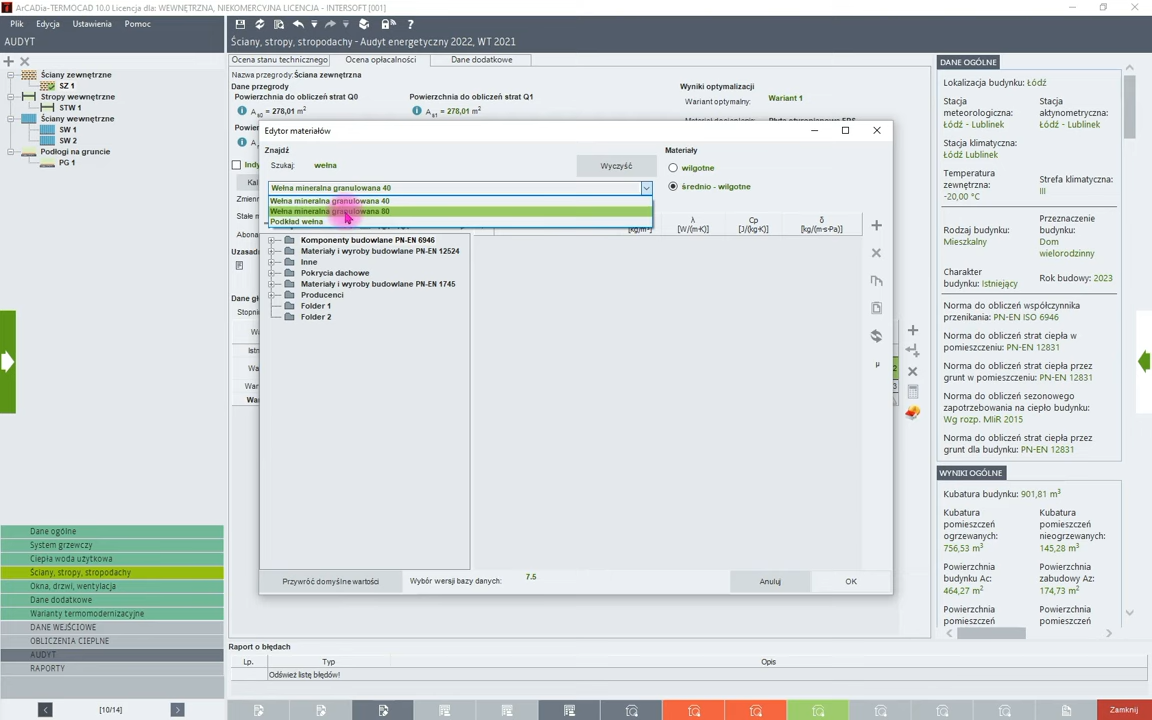 ArCADia-TERMOCAD 10.0 Licencja dla: WEWNĘTRZNA, NIEKOMERCYJNA LICENCJA - INTERSOFT [001]
Plik Edycja Ustawienia Pomoc
AUDYT
Ściany, stropy, stropodachy - Audyt energetyczny 2022, WT 2021
Ściany zewnętrzne
SZ 1
Stropy wewnętrzne
STW 1
Ściany wewnętrzne
SW 1
SW 2
Podłogi na gruncie
PG 1
Dane ogólne
System grzewczy
Ciepła woda użytkowa
Ściany, stropy, stropodachy
Okna, drzwi, wentylacja
Dane dodatkowe
Warianty termomodernizacyjne
DANE WEJŚCIOWE
OBLICZENIA CIEPLNE
AUDYT
RAPORTY
[10/14]
Ocena stanu technicznego Ocena opłacalności Dane dodatkowe
Nazwa przegrody: Ściana zewnętrzna
Dane przegrody
Powierzchnia do obliczeń strat Q0 Powierzchnia do obliczeń strat Q1
A s0 = 278,01 m² A s1 = 278,01 m²
Wyniki optymalizacji
Wariant optymalny: Wariant 1
Edytor materiałów
Znajdź
Szukaj: wełna
Wyczyść
Materiały
wilgotne
średnio - wilgotne
Wełna mineralna granulowana 40
Wełna mineralna granulowana 40
Wełna mineralna granulowana 80
Podkład wełna
[kg/m³] λ [W/(m·K)] Cp [J/(kg·K)] δ [kg/(m·s·Pa)]
Komponenty budowlane PN-EN 6946
Materiały i wyroby budowlane PN-EN 12524
Inne
Pokrycia dachowe
Materiały i wyroby budowlane PN-EN 1745
Producenci
Folder 1
Folder 2
μ
Przywróć domyślne wartości
Wybór wersji bazy danych: 7.5
Anuluj
OK
Raport o błędach
Lp. Typ Opis
Odśwież listę błędów!
DANE OGÓLNE
Lokalizacja budynku: Łódź
Stacja meteorologiczna: Łódź - Lublinek
Stacja aktynometryczna: Łódź - Lublinek
Stacja klimatyczna: Łódź Lublinek
Temperatura zewnętrzna: -20,00 °C
Strefa klimatyczna: III
Rodzaj budynku: Mieszkalny
Przeznaczenie budynku: Dom wielorodzinny
Charakter budynku: Istniejący
Rok budowy: 2023
Norma do obliczeń współczynnika
przenikania: PN-EN ISO 6946
Norma do obliczeń strat ciepła w
pomieszczeniu: PN-EN 12831
Norma do obliczeń strat ciepła przez
grunt w pomieszczeniu: PN-EN 12831
Norma do obliczeń sezonowego
zapotrzebowania na ciepło budynku:
Wg rozp. MIiR 2015
Norma do obliczeń strat ciepła przez
grunt dla budynku: PN-EN 12831
WYNIKI OGÓLNE
Kubatura budynku: 901,81 m³
Kubatura pomieszczeń ogrzewanych: 756,53 m³
Kubatura pomieszczeń nieogrzewanych: 145,28 m³
Powierzchnia budynku Ac: 464,27 m²
Powierzchnia zabudowy Az: 174,73 m²
Powierzchnia pomieszczeń
Powierzchnia pomieszczeń
Zamknij